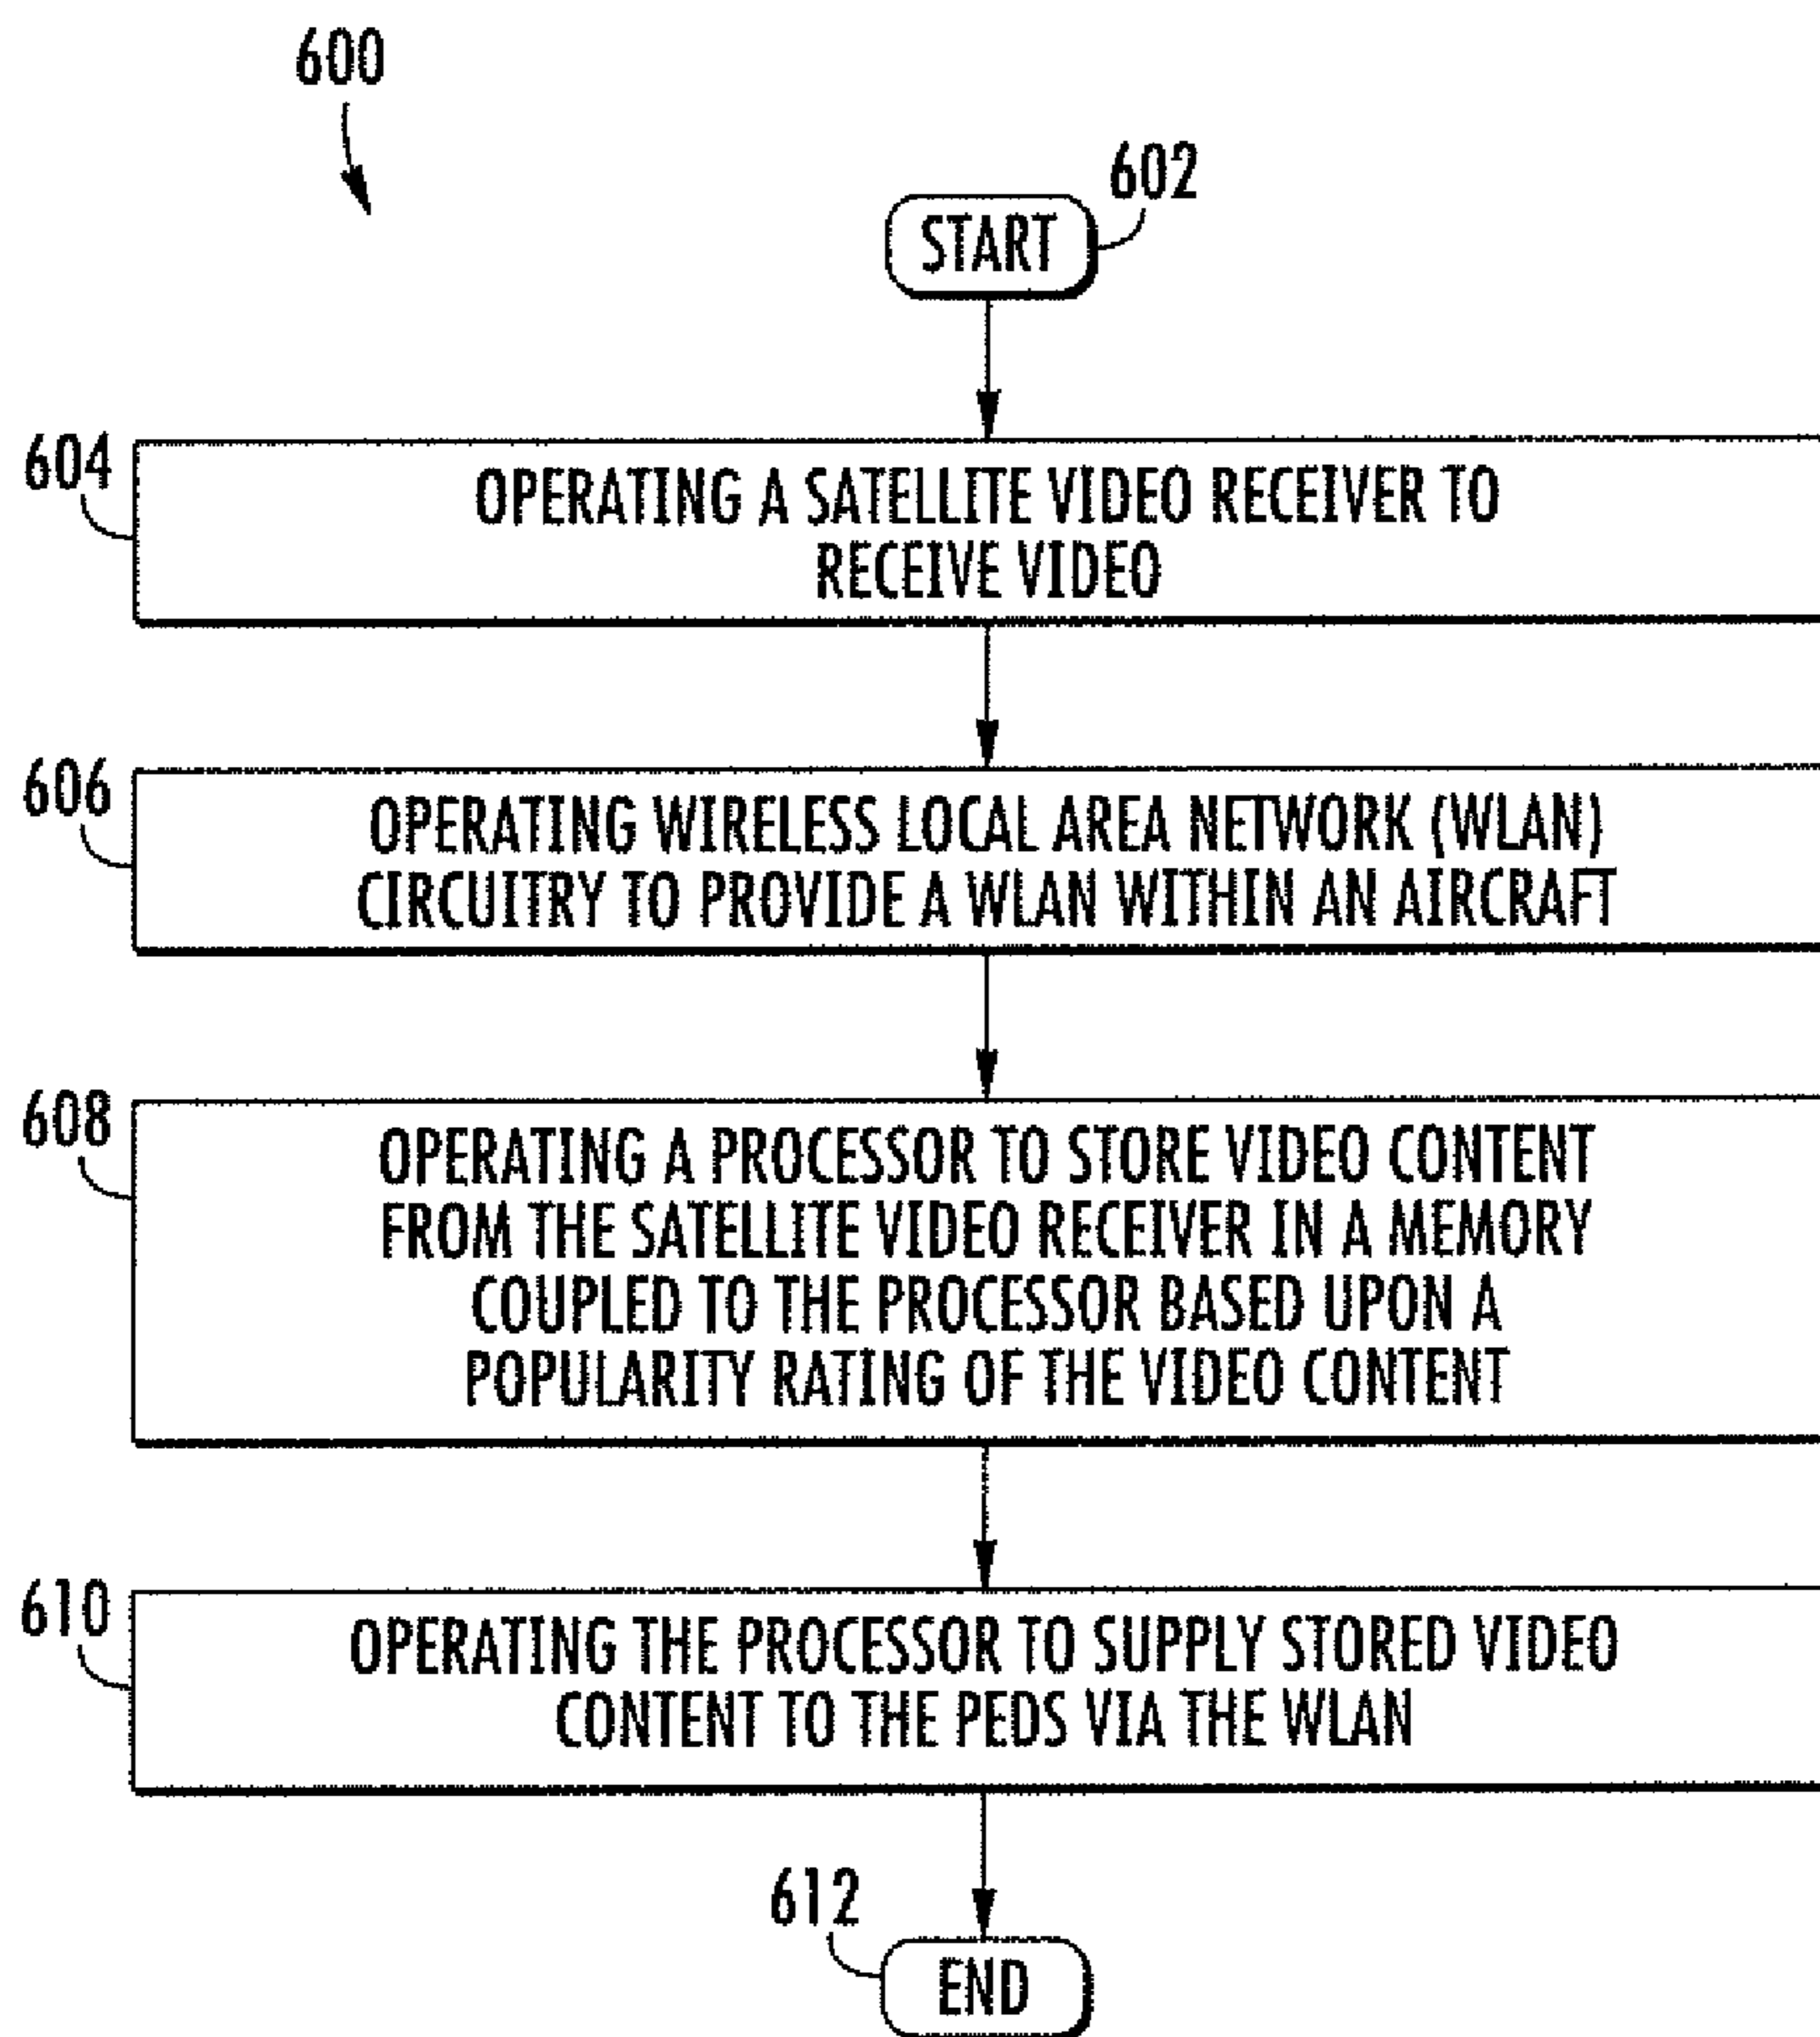 600
602
START
604
OPERATING A SATELLITE VIDEO RECEIVER TO
RECEIVE VIDEO
606
OPERATING WIRELESS LOCAL AREA NETWORK (WLAN)
CIRCUITRY TO PROVIDE A WLAN WITHIN AN AIRCRAFT
608
OPERATING A PROCESSOR TO STORE VIDEO CONTENT
FROM THE SATELLITE VIDEO RECEIVER IN A MEMORY
COUPLED TO THE PROCESSOR BASED UPON A
POPULARITY RATING OF THE VIDEO CONTENT
610
OPERATING THE PROCESSOR TO SUPPLY STORED VIDEO
CONTENT TO THE PEDS VIA THE WLAN
612
END